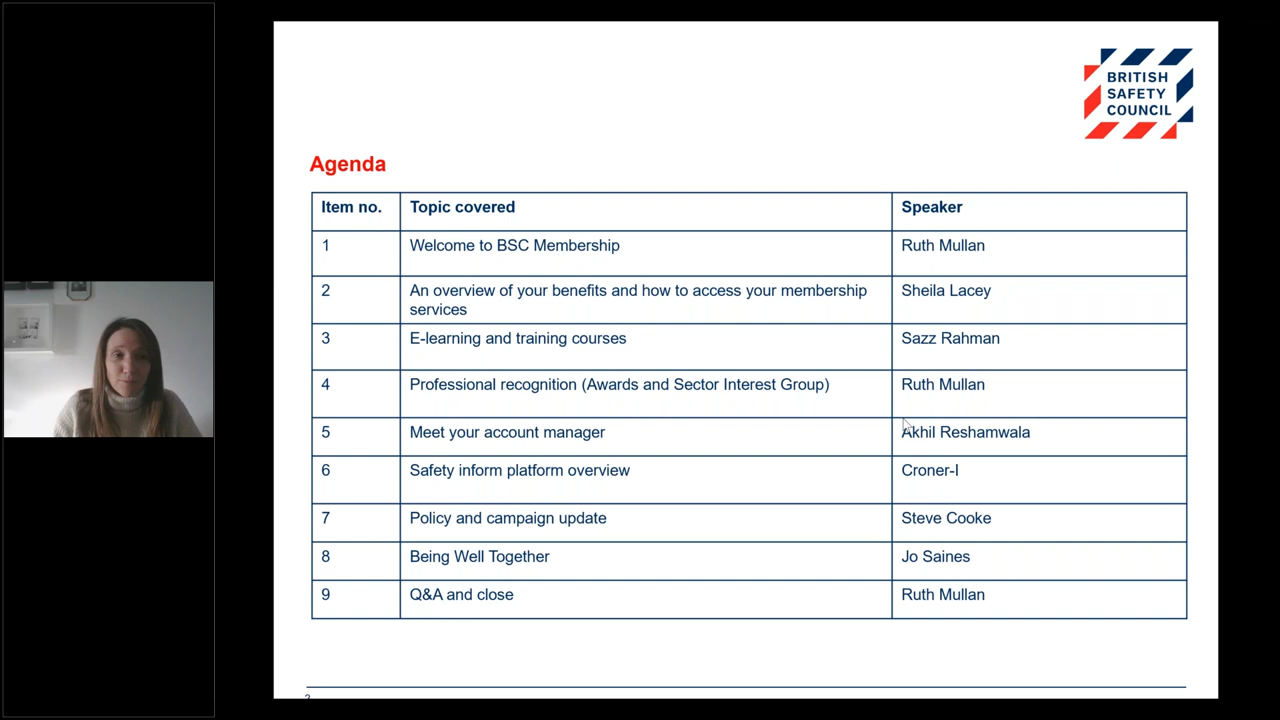 BRITISH
SAFETY
COUNCIL
Agenda
Item no. Topic covered Speaker
1 Welcome to BSC Membership Ruth Mullan
2 An overview of your benefits and how to access your membership Sheila Lacey
services
3 E-learning and training courses Sazz Rahman
4 Professional recognition (Awards and Sector Interest Group) Ruth Mullan
5 Meet your account manager Akhil Reshamwala
6 Safety inform platform overview Croner-I
7 Policy and campaign update Steve Cooke
8 Being Well Together Jo Saines
9 Q&A and close Ruth Mullan